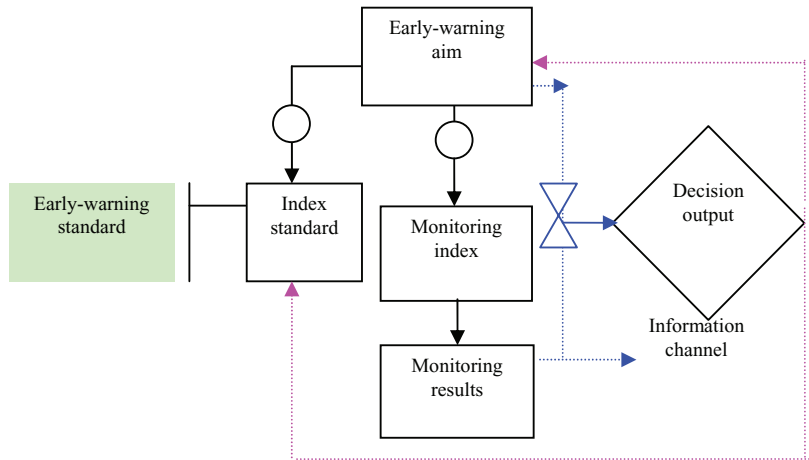 Early-warning
aim
Early-warning
standard
Index
standard
Monitoring
index
Decision
output
Information
channel
Monitoring
results